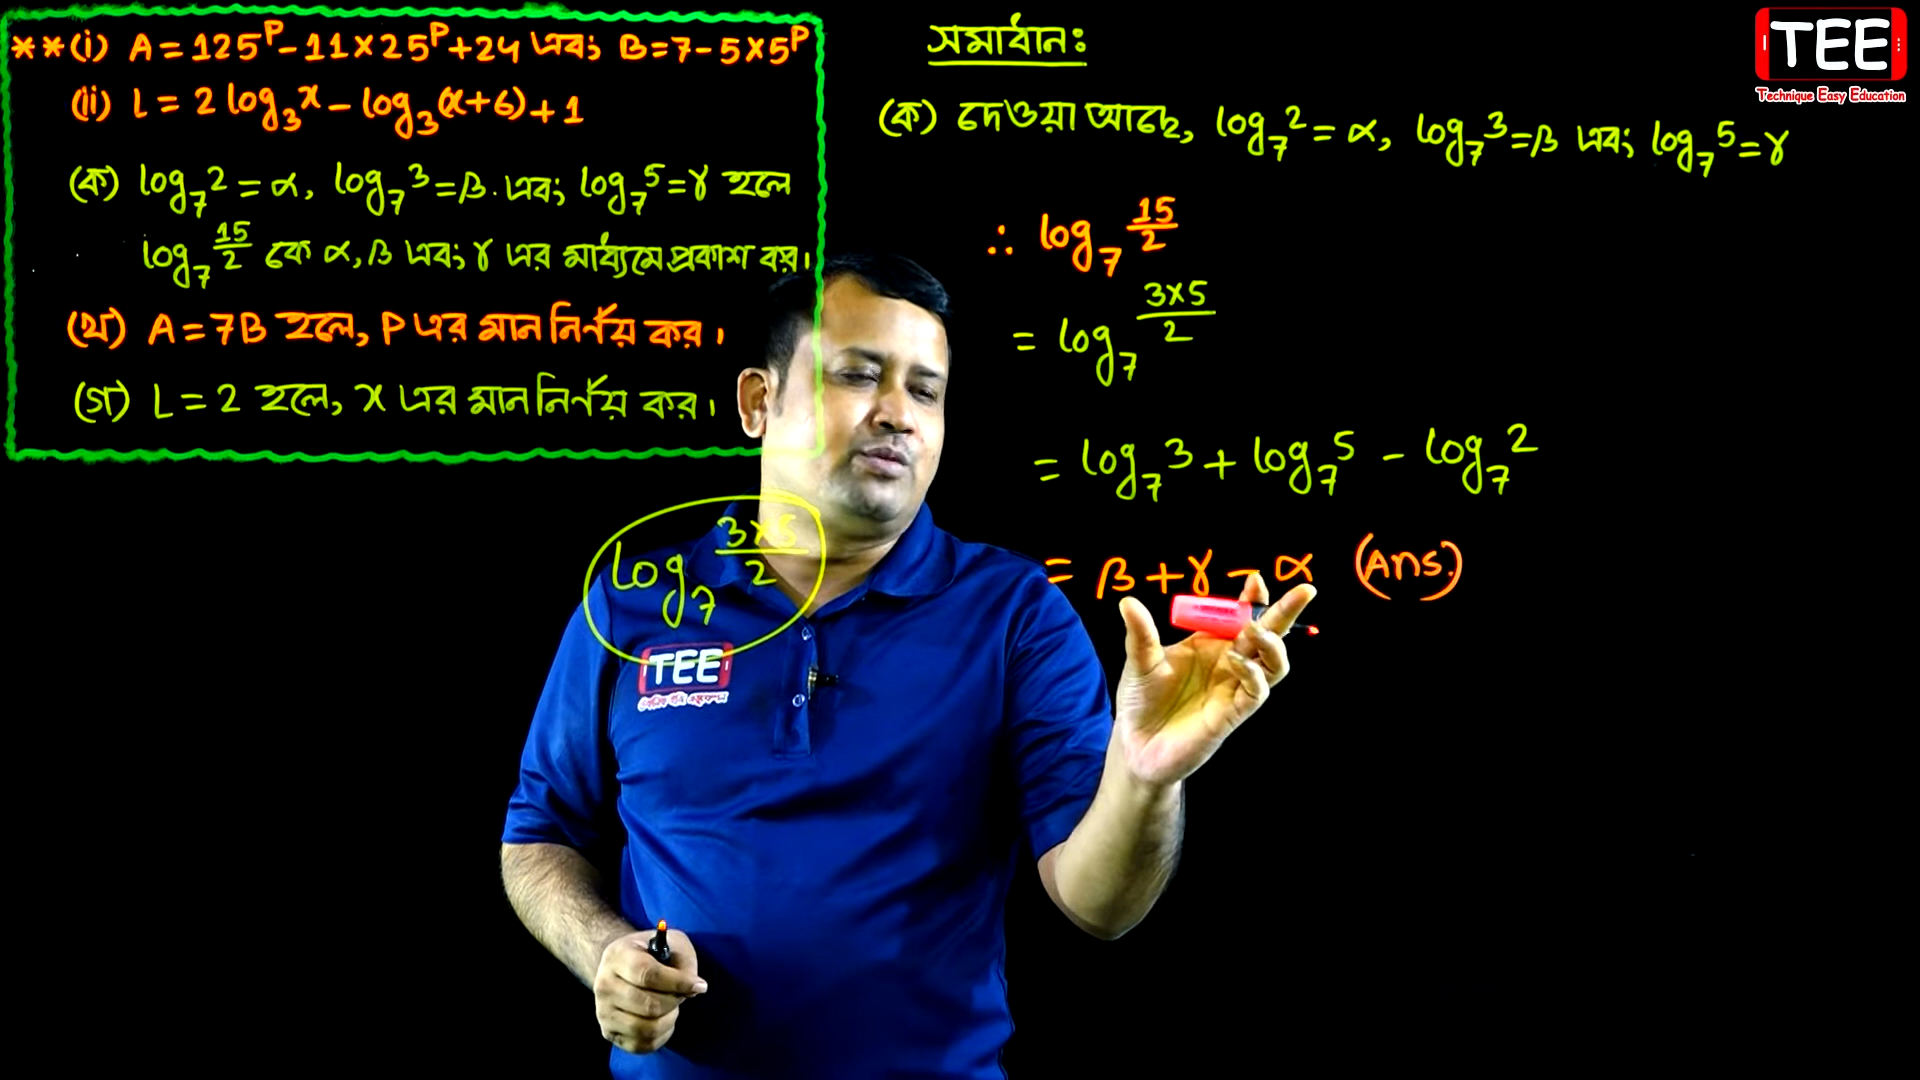 **(i) A=125^P-11×25^P+24 এবং B=7-5×5^P
(ii) L = 2 log₃x - log₃(x+6) + 1
(ক) log₇2 = α, log₇3 = β. এবং log₇5 = γ হলে
log₇ 15/2 কে α, β এবং γ এর মাধ্যমে প্রকাশ কর।
(খ) A = 7B হলে, P এর মান নির্ণয় কর।
(গ) L = 2 হলে, x এর মান নির্ণয় কর।
log₇ 3×5/2
TEE
সমাধানঃ
(ক) দেওয়া আছে, log₇2 = α, log₇3 = β এবং log₇5 = γ
∴ log₇ 15/2
= log₇ 3×5/2
= log₇3 + log₇5 - log₇2
= β + γ - α (Ans.)
TEE
Technique Easy Education